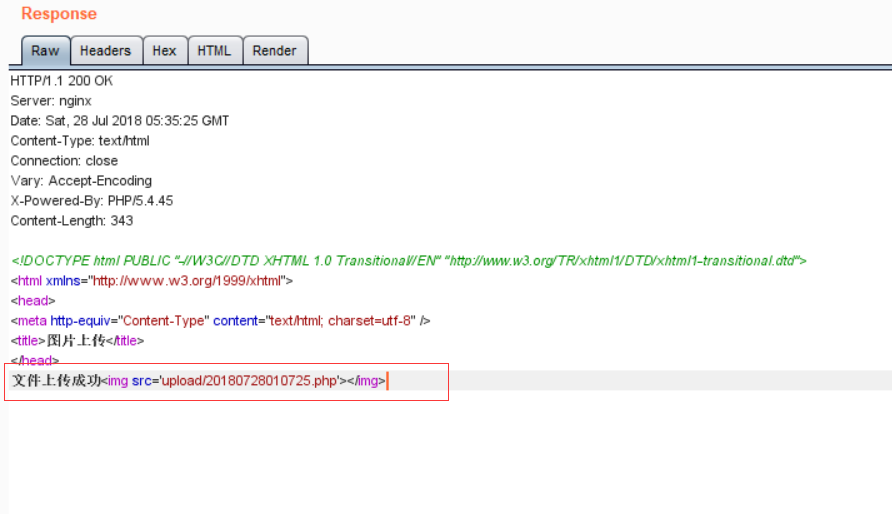 Response
Raw Headers Hex HTML Render
HTTP/1.1 200 OK
Server: nginx
Date: Sat, 28 Jul 2018 05:35:25 GMT
Content-Type: text/html
Connection: close
Vary: Accept-Encoding
X-Powered-By: PHP/5.4.45
Content-Length: 343
<!DOCTYPE html PUBLIC "-//W3C//DTD XHTML 1.0 Transitional//EN" "http://www.w3.org/TR/xhtml1/DTD/xhtml1-transitional.dtd">
<html xmlns="http://www.w3.org/1999/xhtml">
<head>
<meta http-equiv="Content-Type" content="text/html; charset=utf-8" />
<title>图片上传</title>
</head>
文件上传成功<img src='upload/20180728010725.php'></img>